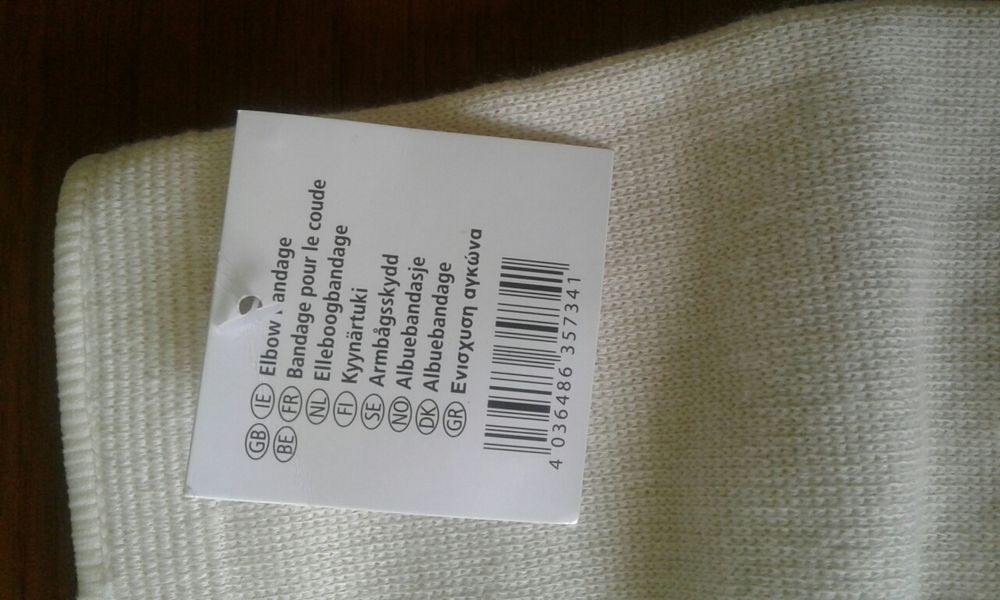 GB IE Elbow andage
BE FR Bandage pour le coude
NL Elleboogbandage
FI Kyynärtuki
SE Armbågsskydd
NO Albuebandasje
DK Albuebandage
GR Ενισχυση αγκώνα
4 036486 357341